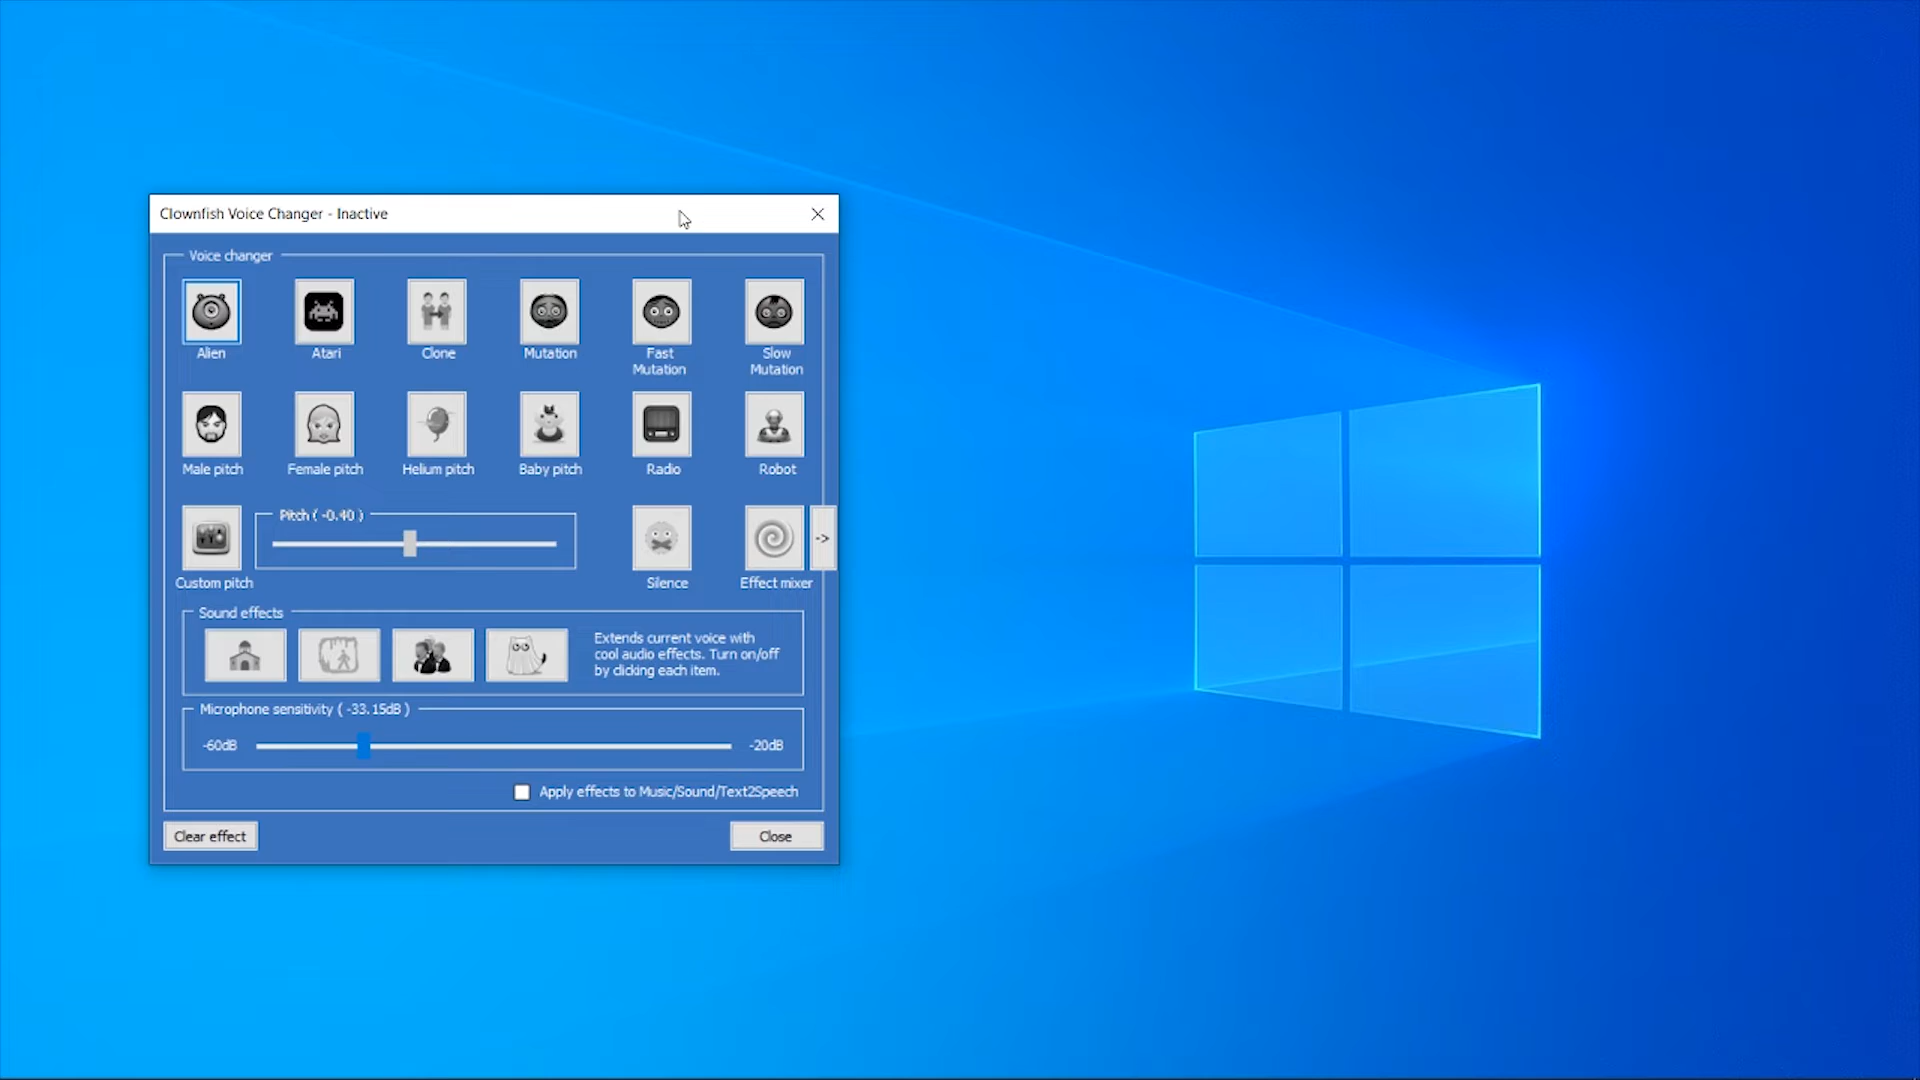 Clownfish Voice Changer - Inactive
Voice changer
Alien
Atari
Clone
Mutation
Fast
Mutation
Slow
Mutation
Male pitch
Female pitch
Helium pitch
Baby pitch
Radio
Robot
Pitch ( -0.40 )
->
Custom pitch
Silence
Effect mixer
Sound effects
Extends current voice with
cool audio effects. Turn on/off
by clicking each item.
Microphone sensitivity ( -33.15dB )
-60dB
-20dB
Apply effects to Music/Sound/Text2Speech
Clear effect
Close